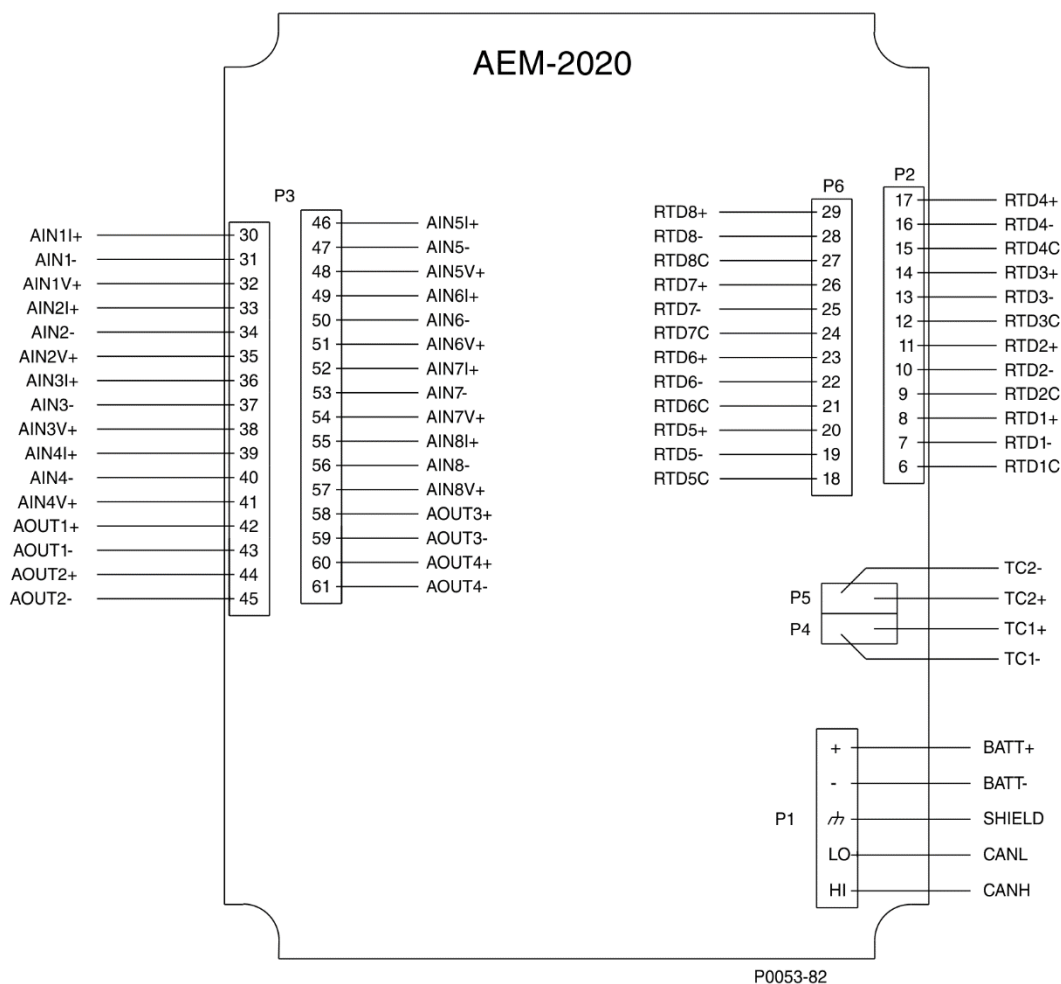 AEM-2020
P3
AIN1I+ 30
AIN1- 31
AIN1V+ 32
AIN2I+ 33
AIN2- 34
AIN2V+ 35
AIN3I+ 36
AIN3- 37
AIN3V+ 38
AIN4I+ 39
AIN4- 40
AIN4V+ 41
AOUT1+ 42
AOUT1- 43
AOUT2+ 44
AOUT2- 45
46 AIN5I+
47 AIN5-
48 AIN5V+
49 AIN6I+
50 AIN6-
51 AIN6V+
52 AIN7I+
53 AIN7-
54 AIN7V+
55 AIN8I+
56 AIN8-
57 AIN8V+
58 AOUT3+
59 AOUT3-
60 AOUT4+
61 AOUT4-
P6
RTD8+ 29
RTD8- 28
RTD8C 27
RTD7+ 26
RTD7- 25
RTD7C 24
RTD6+ 23
RTD6- 22
RTD6C 21
RTD5+ 20
RTD5- 19
RTD5C 18
P2
17 RTD4+
16 RTD4-
15 RTD4C
14 RTD3+
13 RTD3-
12 RTD3C
11 RTD2+
10 RTD2-
9 RTD2C
8 RTD1+
7 RTD1-
6 RTD1C
TC2-
P5 TC2+
P4 TC1+
TC1-
+ BATT+
- BATT-
P1 SHIELD
LO CANL
HI CANH
P0053-82